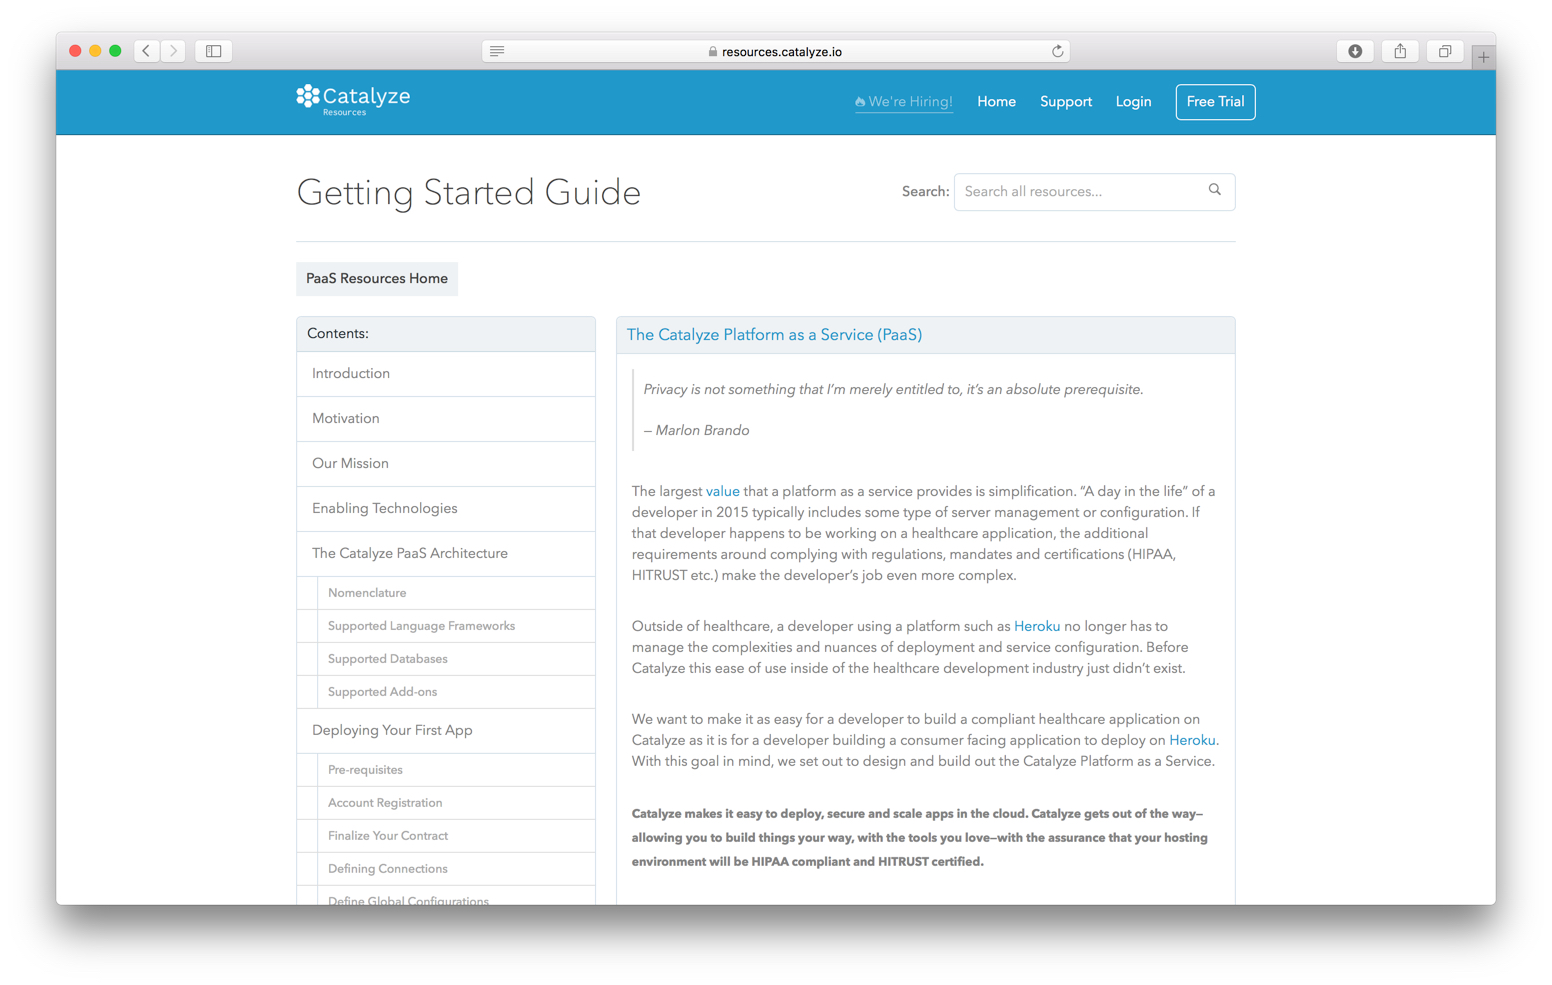 resources.catalyze.io
Catalyze
Resources
We're Hiring!
Home
Support
Login
Free Trial
Getting Started Guide
Search:
Search all resources...
PaaS Resources Home
Contents:
Introduction
Motivation
Our Mission
Enabling Technologies
The Catalyze PaaS Architecture
Nomenclature
Supported Language Frameworks
Supported Databases
Supported Add-ons
Deploying Your First App
Pre-requisites
Account Registration
Finalize Your Contract
Defining Connections
Define Global Configurations
The Catalyze Platform as a Service (PaaS)
Privacy is not something that I’m merely entitled to, it’s an absolute prerequisite.
– Marlon Brando
The largest value that a platform as a service provides is simplification. “A day in the life” of a
developer in 2015 typically includes some type of server management or configuration. If
that developer happens to be working on a healthcare application, the additional
requirements around complying with regulations, mandates and certifications (HIPAA,
HITRUST etc.) make the developer’s job even more complex.
Outside of healthcare, a developer using a platform such as Heroku no longer has to
manage the complexities and nuances of deployment and service configuration. Before
Catalyze this ease of use inside of the healthcare development industry just didn’t exist.
We want to make it as easy for a developer to build a compliant healthcare application on
Catalyze as it is for a developer building a consumer facing application to deploy on Heroku.
With this goal in mind, we set out to design and build out the Catalyze Platform as a Service.
Catalyze makes it easy to deploy, secure and scale apps in the cloud. Catalyze gets out of the way—
allowing you to build things your way, with the tools you love—with the assurance that your hosting
environment will be HIPAA compliant and HITRUST certified.